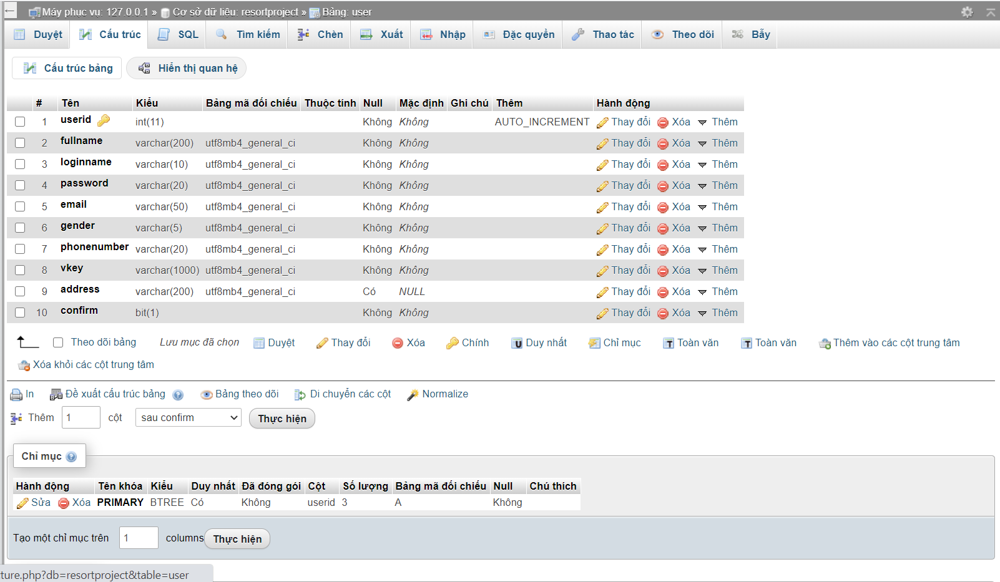 Máy phục vụ: 127.0.0.1 » Cơ sở dữ liệu: resortproject » Bảng: user
Duyệt Cấu trúc SQL Tìm kiếm Chèn Xuất Nhập Đặc quyền Thao tác Theo dõi Bẫy
Cấu trúc bảng Hiển thị quan hệ
# Tên Kiểu Bảng mã đối chiếu Thuộc tính Null Mặc định Ghi chú Thêm Hành động
1 userid int(11) Không Không AUTO_INCREMENT Thay đổi Xóa Thêm
2 fullname varchar(200) utf8mb4_general_ci Không Không Thay đổi Xóa Thêm
3 loginname varchar(10) utf8mb4_general_ci Không Không Thay đổi Xóa Thêm
4 password varchar(20) utf8mb4_general_ci Không Không Thay đổi Xóa Thêm
5 email varchar(50) utf8mb4_general_ci Không Không Thay đổi Xóa Thêm
6 gender varchar(5) utf8mb4_general_ci Không Không Thay đổi Xóa Thêm
7 phonenumber varchar(20) utf8mb4_general_ci Không Không Thay đổi Xóa Thêm
8 vkey varchar(1000) utf8mb4_general_ci Không Không Thay đổi Xóa Thêm
9 address varchar(200) utf8mb4_general_ci Có NULL Thay đổi Xóa Thêm
10 confirm bit(1) Không Không Thay đổi Xóa Thêm
Theo dõi bảng Lưu mục đã chọn Duyệt Thay đổi Xóa Chính Duy nhất Chỉ mục Toàn văn Toàn văn Thêm vào các cột trung tâm
Xóa khỏi các cột trung tâm
In Đề xuất cấu trúc bảng Bảng theo dõi Di chuyển các cột Normalize
Thêm 1 cột sau confirm Thực hiện
Chỉ mục
Hành động Tên khóa Kiểu Duy nhất Đã đóng gói Cột Số lượng Bảng mã đối chiếu Null Chú thích
Sửa Xóa PRIMARY BTREE Có Không userid 3 A Không
Tạo một chỉ mục trên 1 columns Thực hiện
ture.php?db=resortproject&table=user